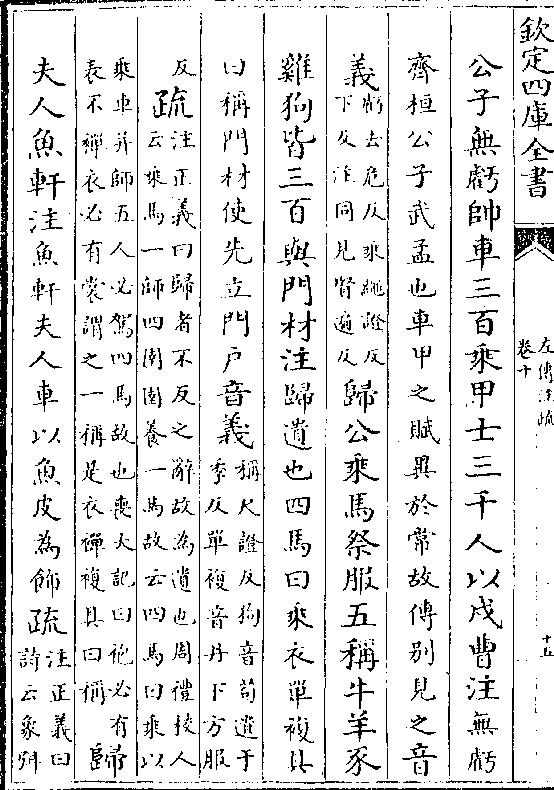 欽定四庫全書
左傳注疏
卷十
十五
公子無虧帥車三百乘甲士三千人以戍曹注無虧
齊桓公子武孟也車甲之賦異於常故傳別見之音
義
虧去危反乘繩證反
下及注同見賢遍反
歸公乘馬祭服五稱牛羊豕
雞狗皆三百與門材注歸遺也四馬曰乘衣單複具
曰稱門材使先立門戶音義
稱尺證反狗音苟遺于
季反單複音丹下方服
反
疏
注正義曰歸者不反之辭故為遺也周禮校人
云乘馬一師四圉圉養一馬故云四馬曰乘以
乘車并師五人必駕四馬故也喪大記曰袍必有
表不襌衣必有裳謂之一稱是衣襌複具曰稱
歸
夫人魚軒注魚軒夫人車以魚皮為飾
疏
注正義曰
詩云象弭